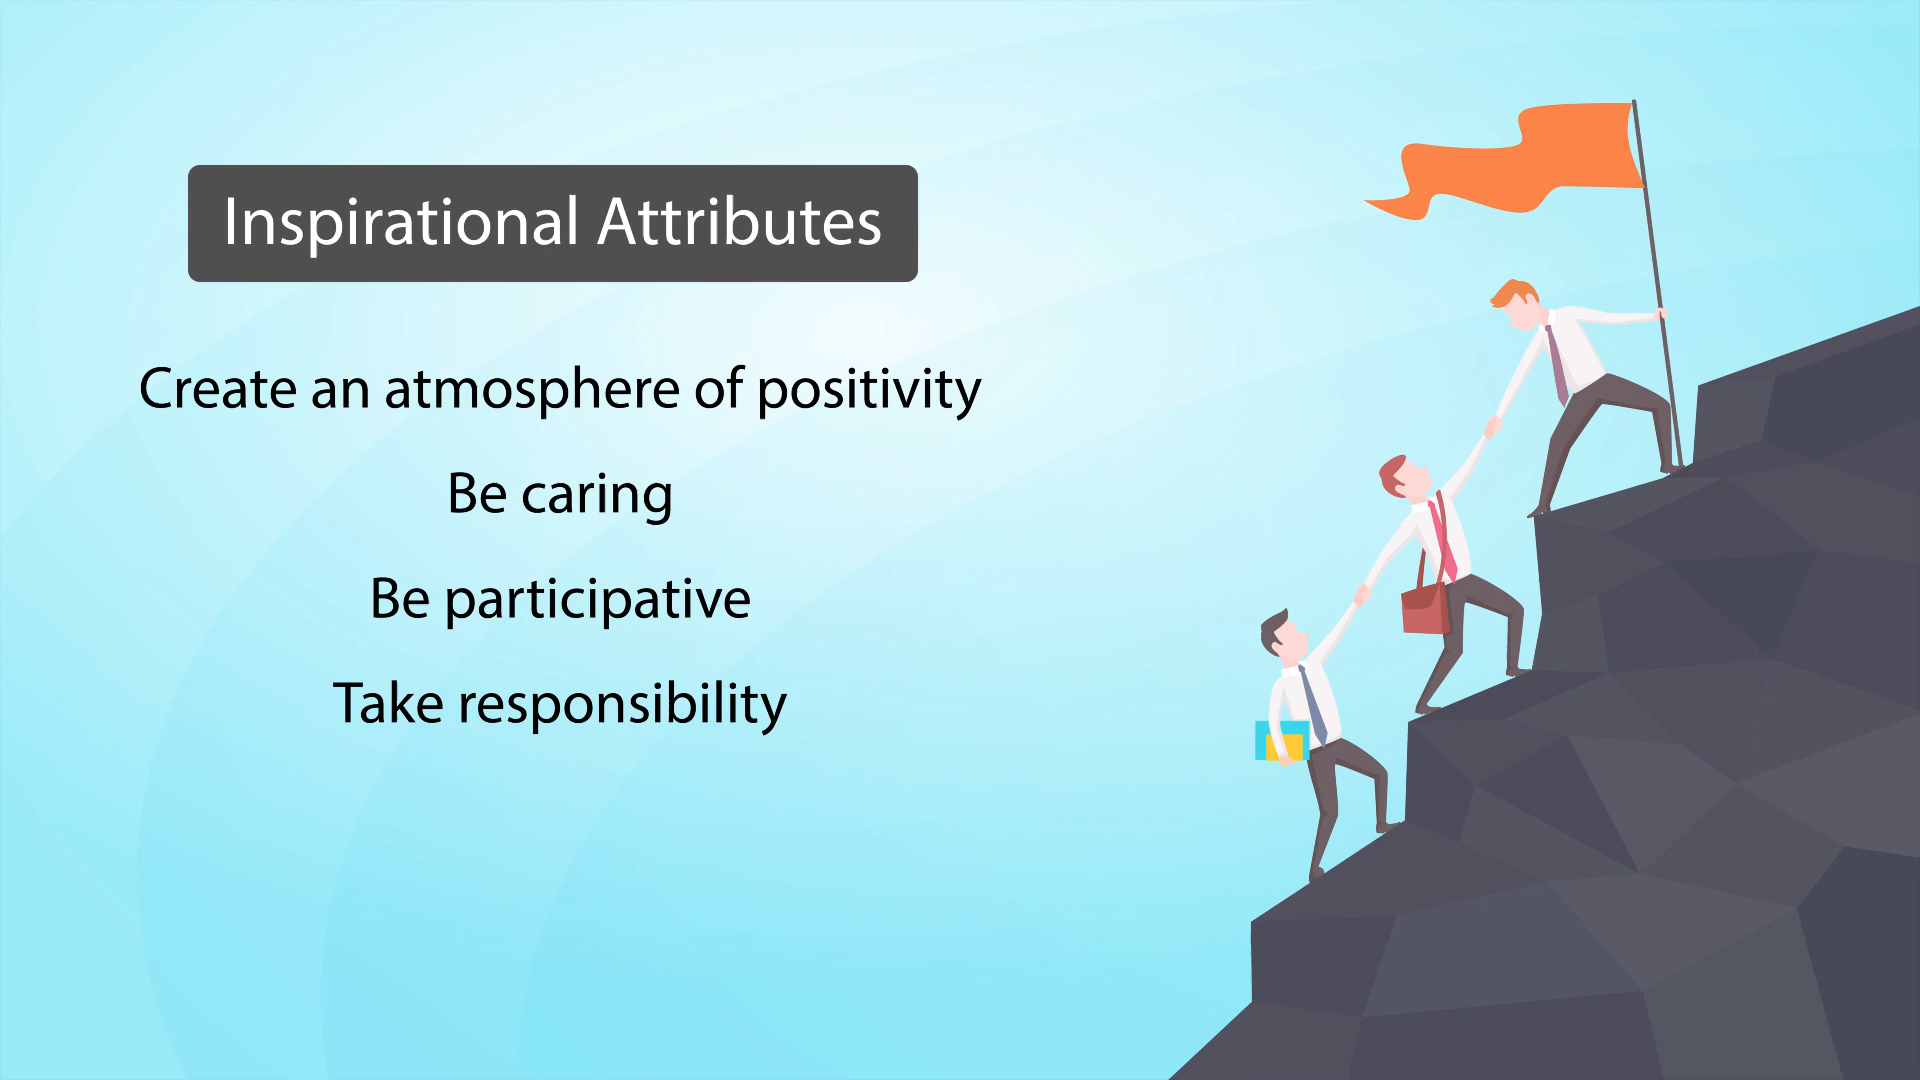 Inspirational Attributes
Create an atmosphere of positivity
Be caring
Be participative
Take responsibility